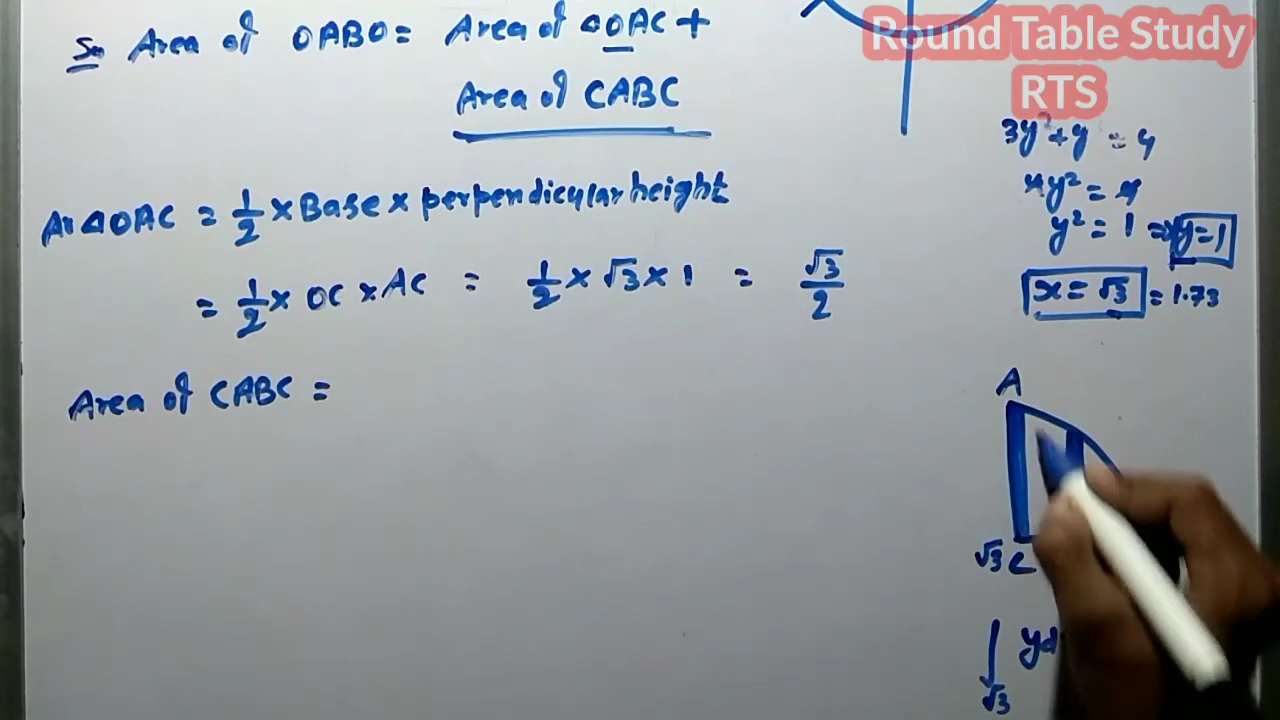 So Area of OABO = Area of △OAC +
Area of CABC
Round Table Study
RTS
3y²+y² = 4
4y² = 4
y² = 1 ⇒ y=1
x = √3 = 1.73
Ar△OAC = 1/2 × Base × perpendicular height
= 1/2 × OC × AC = 1/2 × √3 × 1 = √3/2
Area of CABC =
A
√3 C
∫ yd
√3